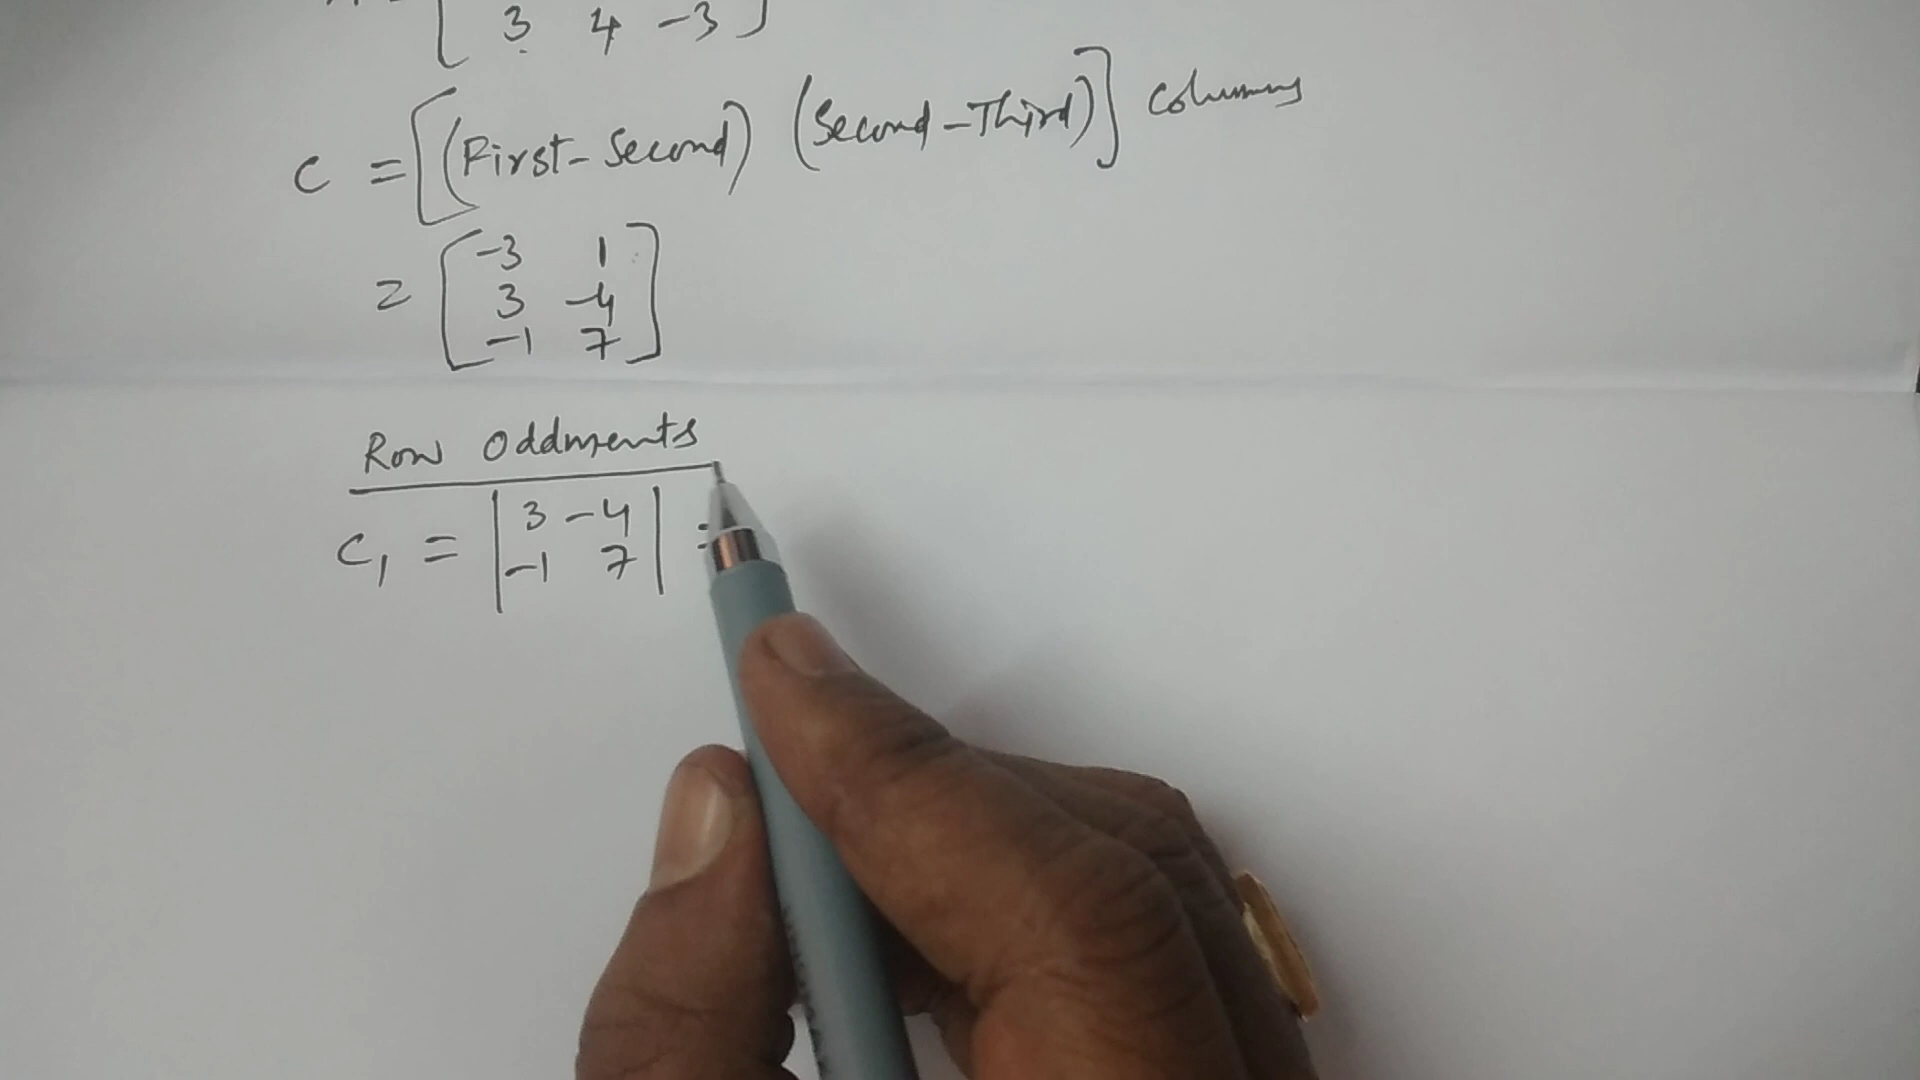 3 4 -3
C = [(First-Second) (Second-Third)] columns
= [-3 1
3 -4
-1 7]
Row Oddments
C₁ = |3 -4
-1 7| =